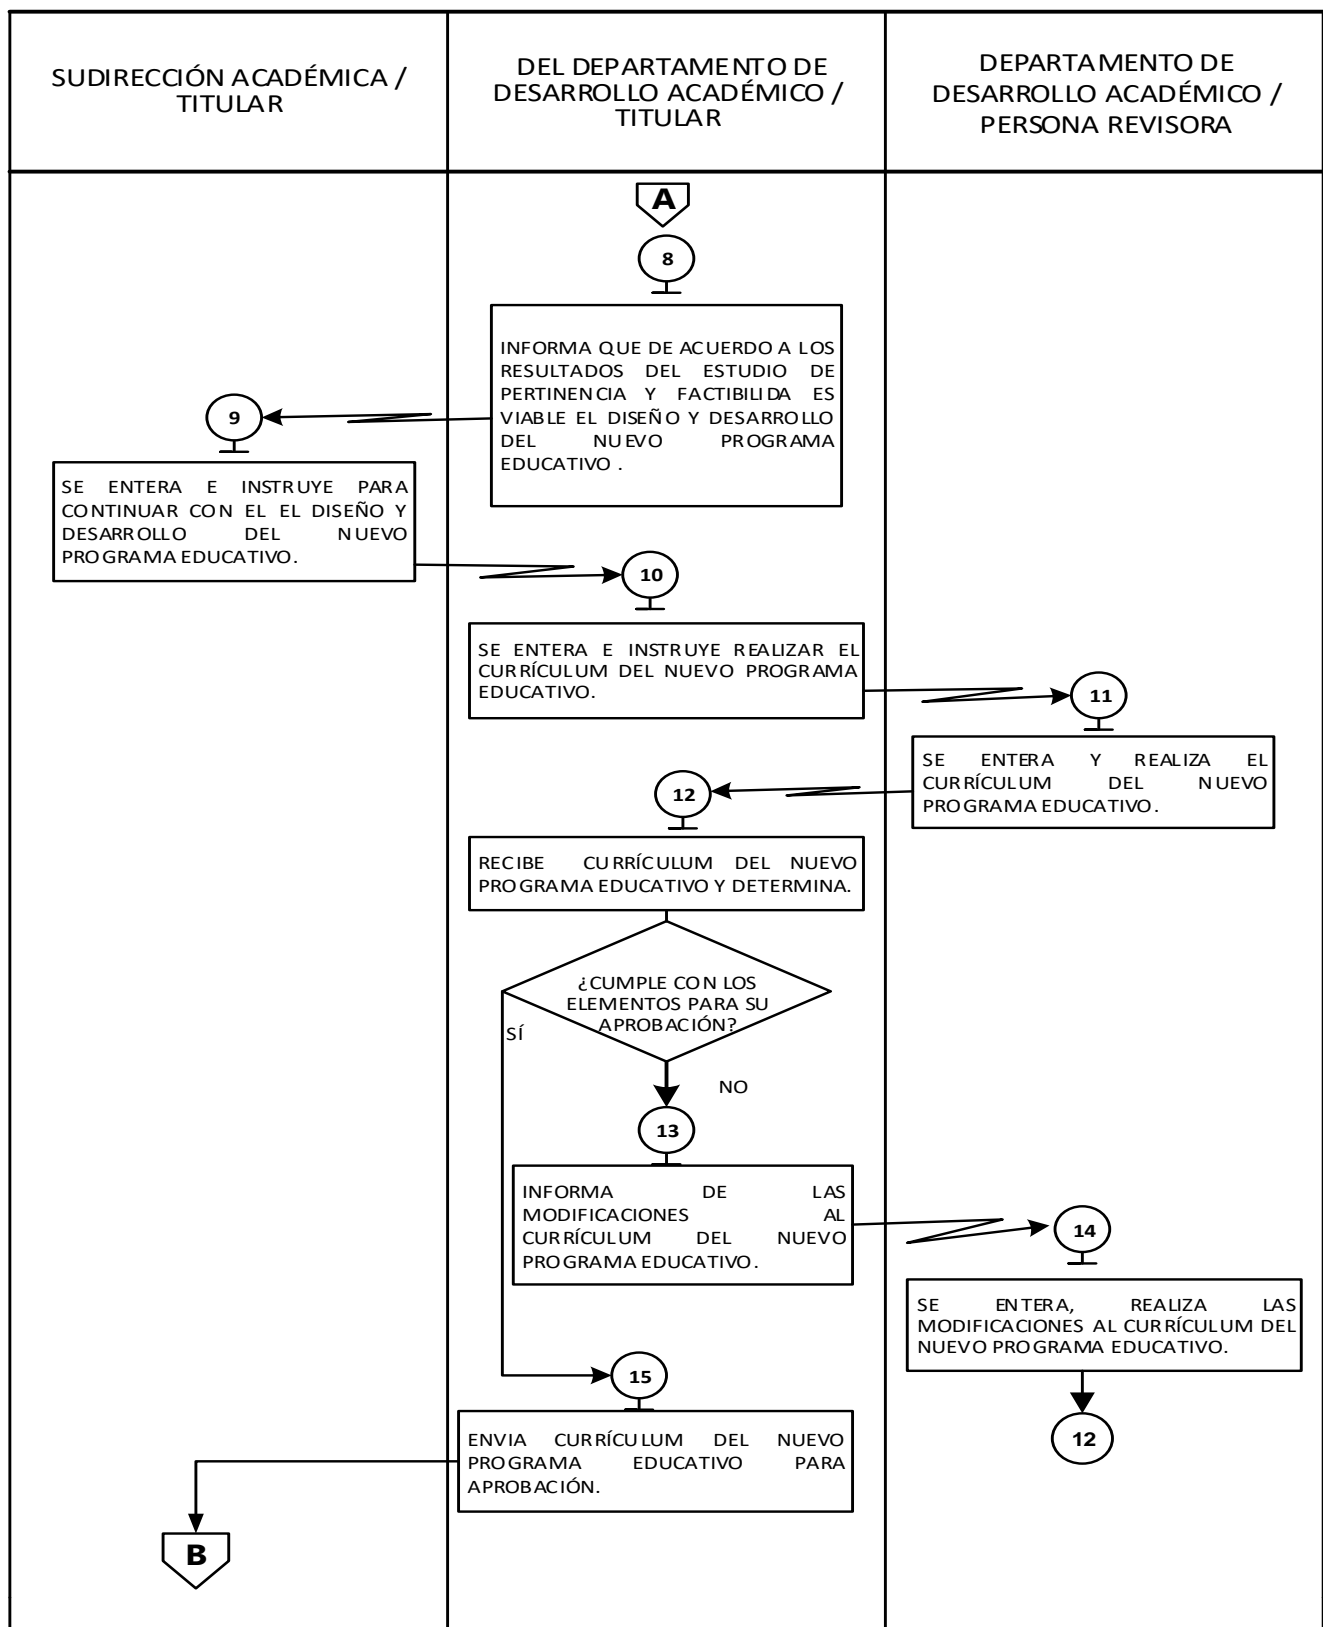 SUDIRECCIÓN ACADÉMICA /
TITULAR
DEL DEPARTAMENTO DE
DESARROLLO ACADÉMICO /
TITULAR
DEPARTAMENTO DE
DESARROLLO ACADÉMICO /
PERSONA REVISORA
A
8
INFORMA QUE DE ACUERDO A LOS
RESULTADOS DEL ESTUDIO DE
PERTINENCIA Y FACTIBILIDA ES
VIABLE EL DISEÑO Y DESARROLLO
DEL NUEVO PROGRAMA
EDUCATIVO.
9
SE ENTERA E INSTRUYE PARA
CONTINUAR CON EL EL DISEÑO Y
DESARROLLO DEL NUEVO
PROGRAMA EDUCATIVO.
10
SE ENTERA E INSTRUYE REALIZAR EL
CURRÍCULUM DEL NUEVO PROGRAMA
EDUCATIVO.
11
SE ENTERA Y REALIZA EL
CURRÍCULUM DEL NUEVO
PROGRAMA EDUCATIVO.
12
RECIBE CURRÍCULUM DEL NUEVO
PROGRAMA EDUCATIVO Y DETERMINA.
¿CUMPLE CON LOS
ELEMENTOS PARA SU
APROBACIÓN?
SÍ
NO
13
INFORMA DE LAS
MODIFICACIONES AL
CURRÍCULUM DEL NUEVO
PROGRAMA EDUCATIVO.
14
SE ENTERA, REALIZA LAS
MODIFICACIONES AL CURRÍCULUM DEL
NUEVO PROGRAMA EDUCATIVO.
12
15
ENVIA CURRÍCULUM DEL NUEVO
PROGRAMA EDUCATIVO PARA
APROBACIÓN.
B